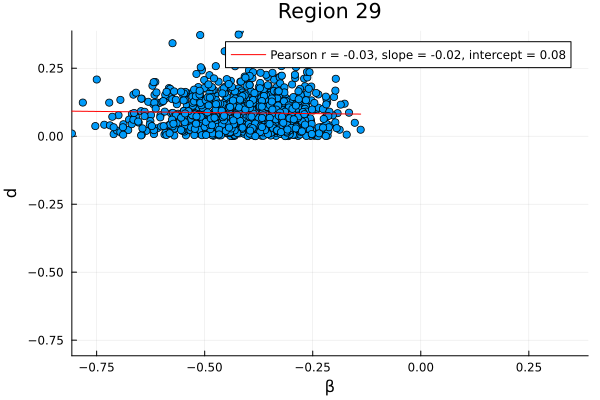 Region 29
Pearson r = -0.03, slope = -0.02, intercept = 0.08
d
0.25
0.00
−0.25
−0.50
−0.75
−0.75 −0.50 −0.25 0.00 0.25
β